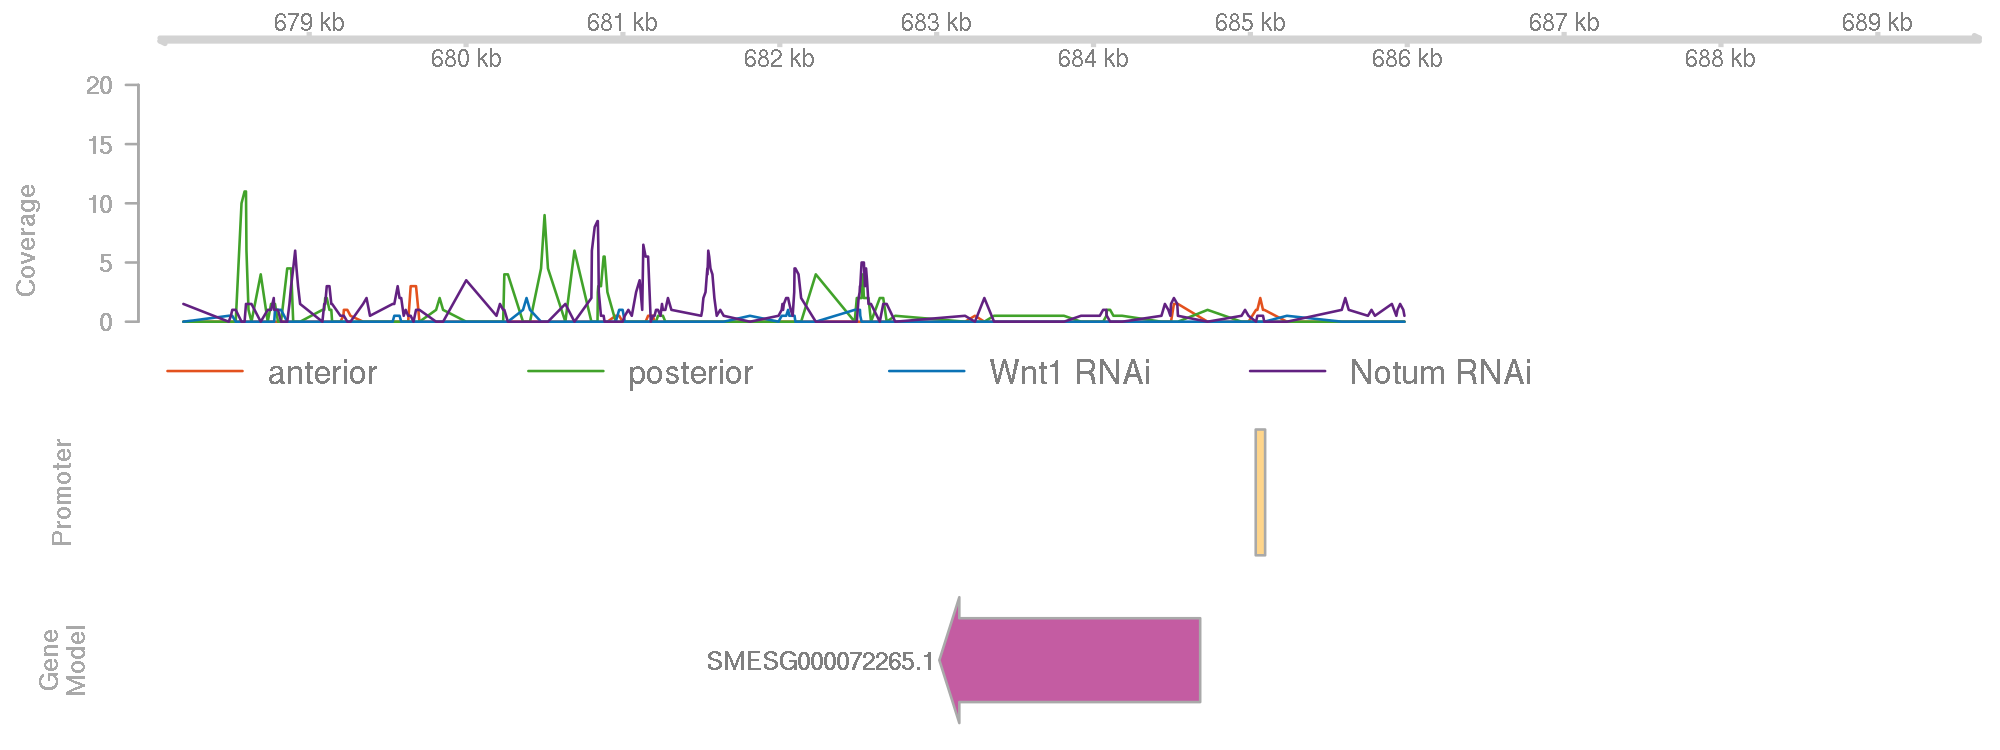 679 kb 681 kb 683 kb 685 kb 687 kb 689 kb
680 kb 682 kb 684 kb 686 kb 688 kb
20
15
10
5
0
Coverage
anterior posterior Wnt1 RNAi Notum RNAi
Promoter
Gene
Model
SMESG000072265.1